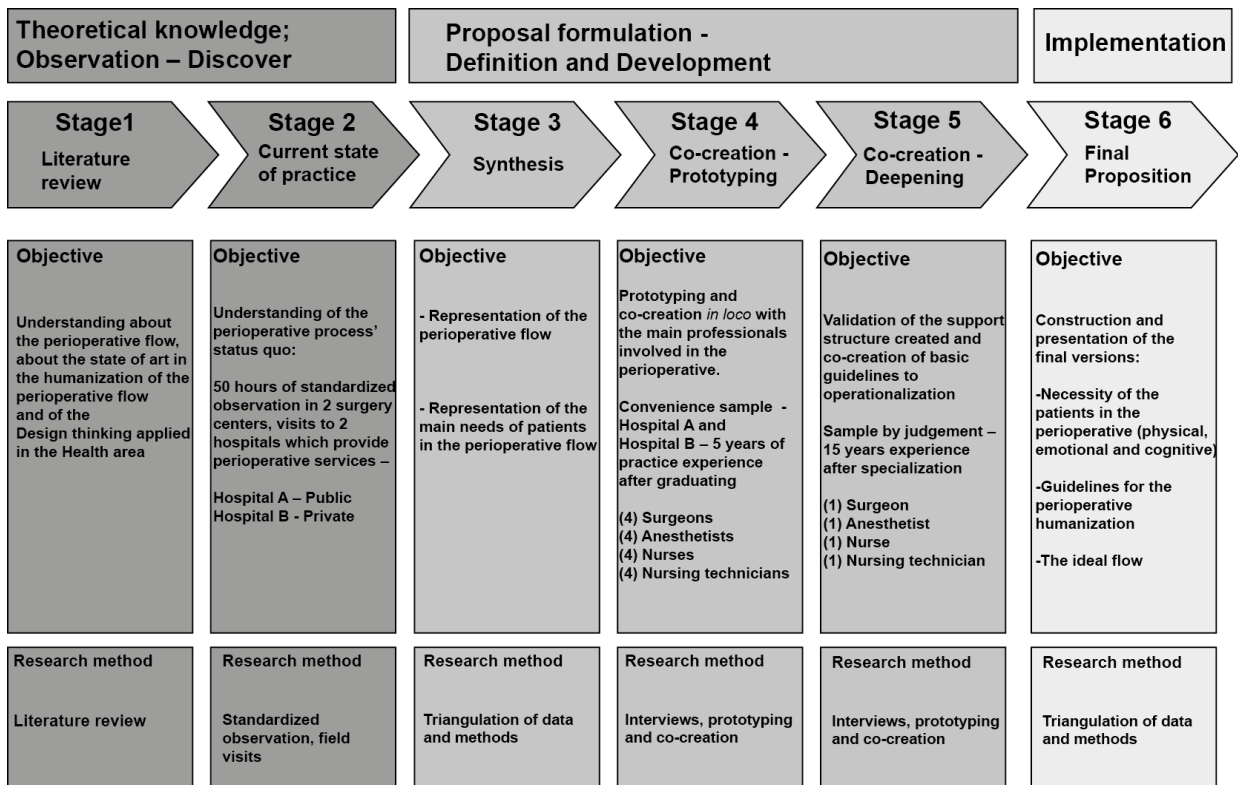 Theoretical knowledge;
Observation – Discover
Proposal formulation -
Definition and Development
Implementation
Stage1
Literature
review
Stage 2
Current state
of practice
Stage 3
Synthesis
Stage 4
Co-creation -
Prototyping
Stage 5
Co-creation -
Deepening
Stage 6
Final
Proposition
Objective
Understanding about
the perioperative flow,
about the state of art in
the humanization of the
perioperative flow
and of the
Design thinking applied
in the Health area
Objective
Understanding of the
perioperative process’
status quo:
50 hours of standardized
observation in 2 surgery
centers, visits to 2
hospitals which provide
perioperative services –
Hospital A – Public
Hospital B - Private
Objective
- Representation of the
perioperative flow
- Representation of the
main needs of patients
in the perioperative flow
Objective
Prototyping and
co-creation in loco with
the main professionals
involved in the
perioperative.
Convenience sample -
Hospital A and
Hospital B – 5 years of
practice experience
after graduating
(4) Surgeons
(4) Anesthetists
(4) Nurses
(4) Nursing technicians
Objective
Validation of the support
structure created and
co-creation of basic
guidelines to
operationalization
Sample by judgement –
15 years experience
after specialization
(1) Surgeon
(1) Anesthetist
(1) Nurse
(1) Nursing technician
Objective
Construction and
presentation of the
final versions:
-Necessity of the
patients in the
perioperative (physical,
emotional and cognitive)
-Guidelines for the
perioperative
humanization
-The ideal flow
Research method
Literature review
Research method
Standardized
observation, field
visits
Research method
Triangulation of data
and methods
Research method
Interviews, prototyping
and co-creation
Research method
Interviews, prototyping
and co-creation
Research method
Triangulation of data
and methods